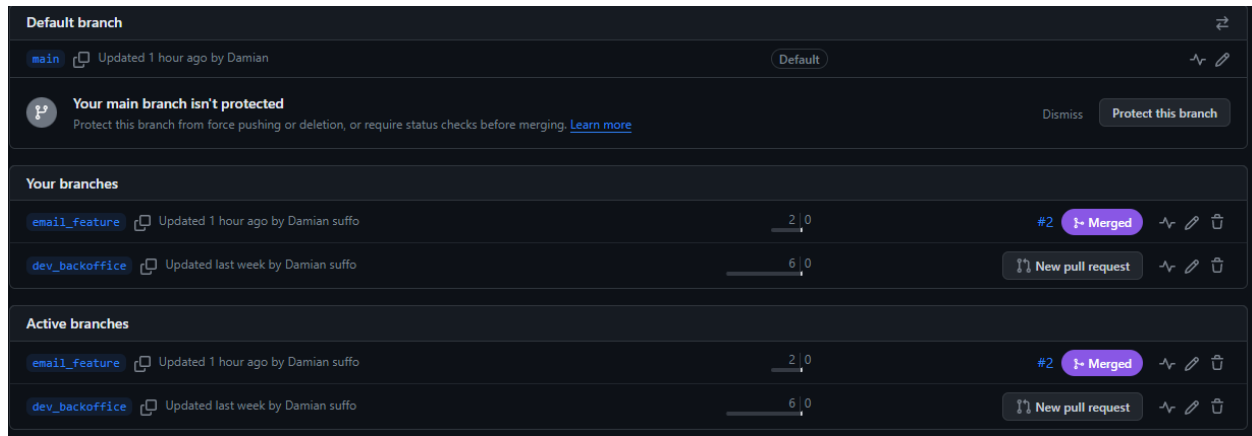 Default branch
main Updated 1 hour ago by Damian Default
Your main branch isn't protected
Protect this branch from force pushing or deletion, or require status checks before merging. Learn more
Dismiss Protect this branch
Your branches
email_feature Updated 1 hour ago by Damian suffo 2 0 #2 Merged
dev_backoffice Updated last week by Damian suffo 6 0 New pull request
Active branches
email_feature Updated 1 hour ago by Damian suffo 2 0 #2 Merged
dev_backoffice Updated last week by Damian suffo 6 0 New pull request